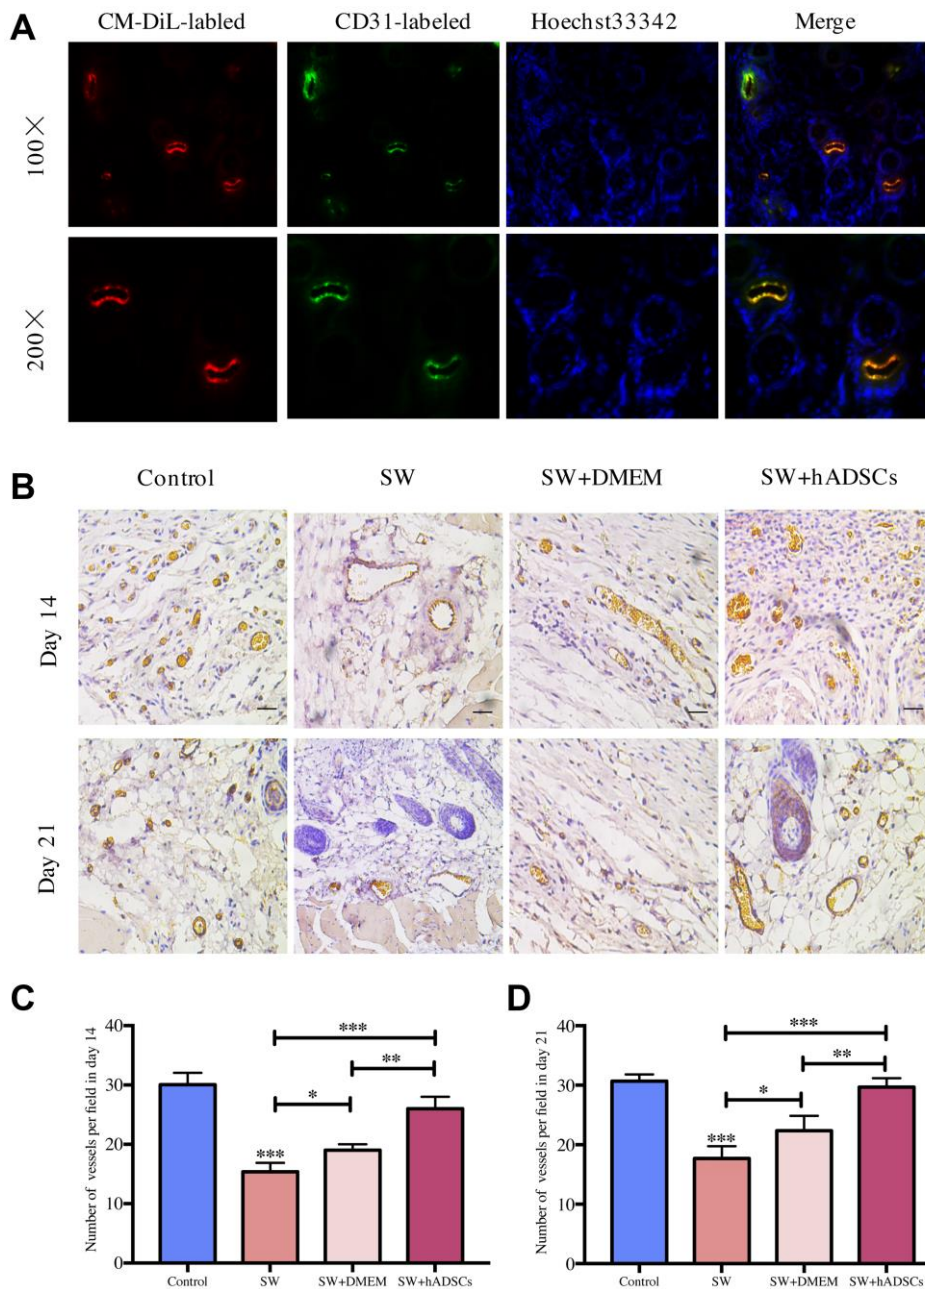 A
CM-DiL-labled CD31-labeled Hoechst33342 Merge
100×
200×
B
Control SW SW+DMEM SW+hADSCs
Day 14
Day 21
C
Number of vessels per field in day 14
40
30
20
10
0
***
***
**
*
Control SW SW+DMEM SW+hADSCs
D
Number of vessels per field in day 21
40
30
20
10
0
***
***
**
*
Control SW SW+DMEM SW+hADSCs